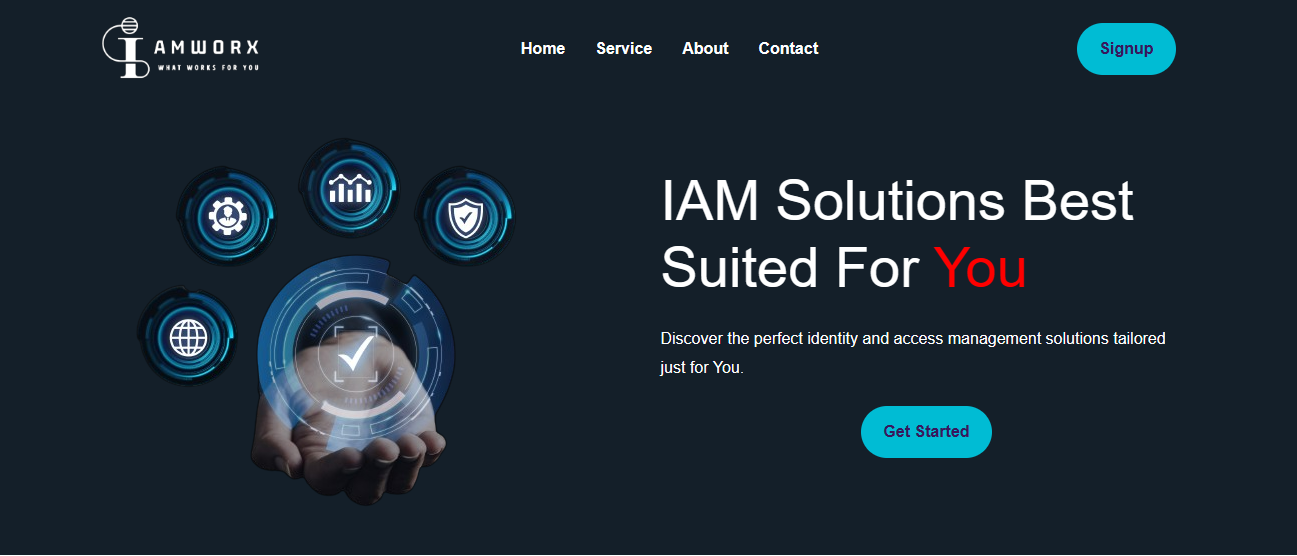 IAMWORX
WHAT WORKS FOR YOU
Home
Service
About
Contact
Signup
IAM Solutions Best
Suited For You
Discover the perfect identity and access management solutions tailored
just for You.
Get Started